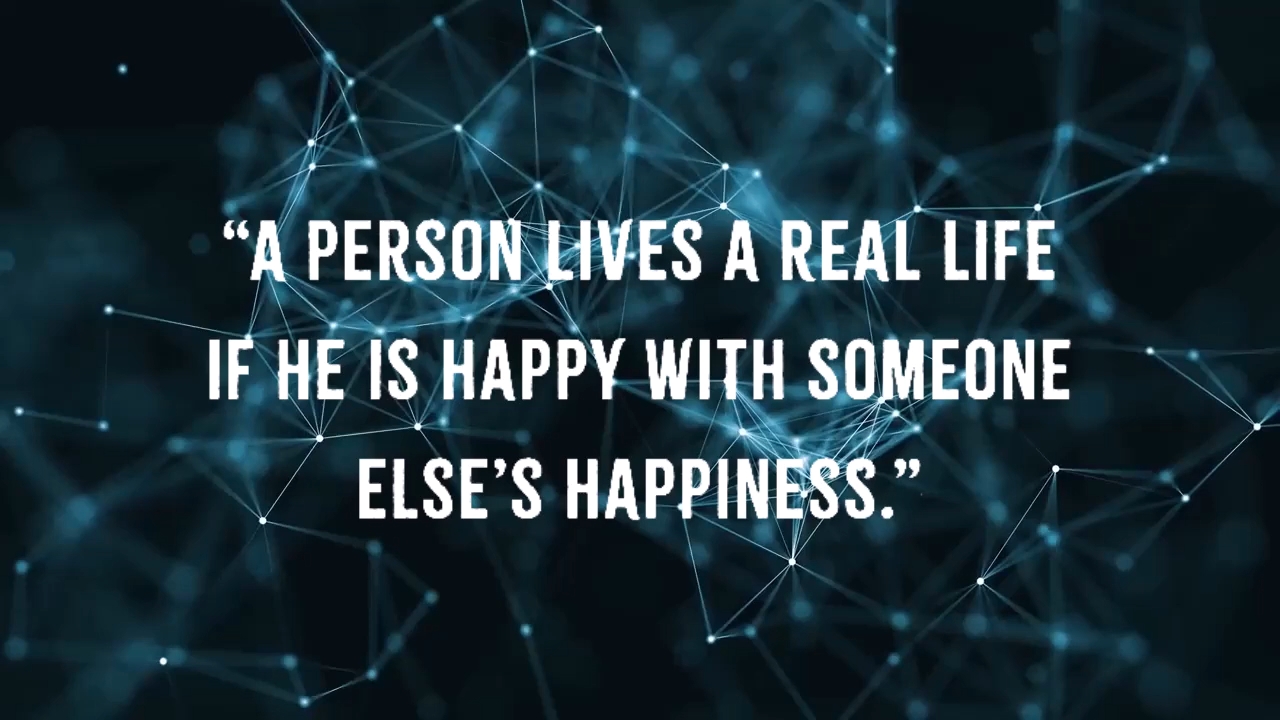 “A PERSON LIVES A REAL LIFE
IF HE IS HAPPY WITH SOMEONE
ELSE’S HAPPINESS.”